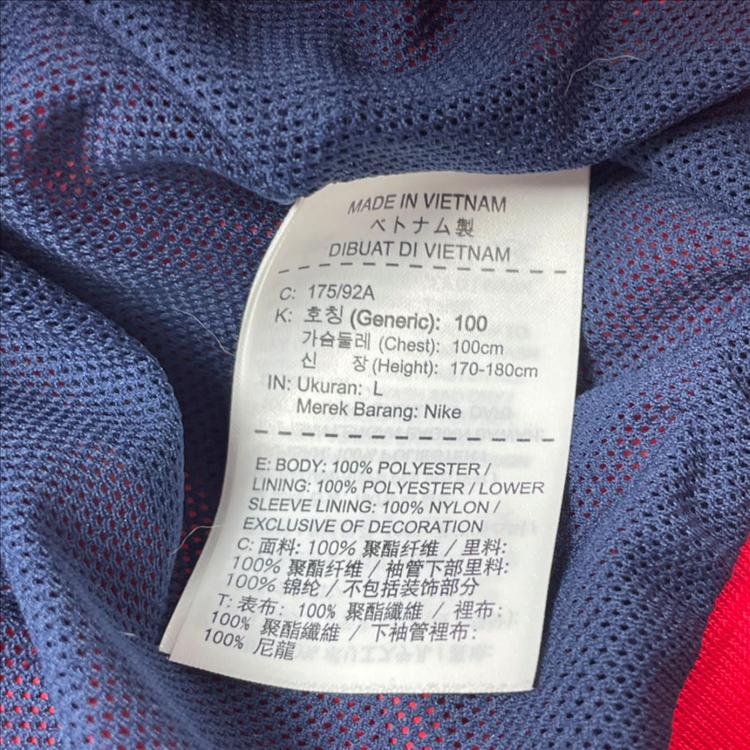 MADE IN VIETNAM
ベトナム製
DIBUAT DI VIETNAM
C: 175/92A
K: 호칭 (Generic): 100
가슴둘레 (Chest): 100cm
신 장 (Height): 170-180cm
IN: Ukuran: L
Merek Barang: Nike
E: BODY: 100% POLYESTER /
LINING: 100% POLYESTER / LOWER
SLEEVE LINING: 100% NYLON /
EXCLUSIVE OF DECORATION
C: 面料: 100% 聚酯纤维 / 里料:
100% 聚酯纤维 / 袖管下部里料:
100% 锦纶 / 不包括装饰部分
T: 表布: 100% 聚酯纖維 / 裡布:
100% 聚酯纖維 / 下袖管裡布:
100% 尼龍